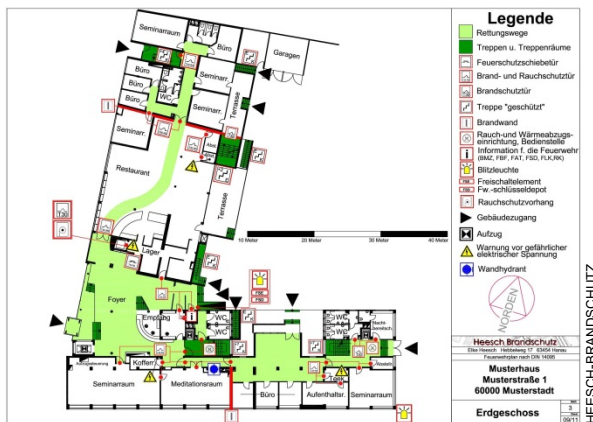 Seminarraum
Büro
Garagen
Büro
Seminarr.
Büro
WC
Büro
Seminarr.
Terrasse
Seminarr.
Restaurant
Terrasse
Lager
10 Meter
20 Meter
30 Meter
40 Meter
Foyer
Empfang
WC
WC
Seminarraum
Meditationsraum
Büro
Aufenthaltsr.
Seminarraum
Legende
Rettungswege
Treppen u. Treppenräume
Feuerschutzschiebetür
Brand- und Rauchschutztür
Brandschutztür
Treppe "geschützt"
Brandwand
Rauch-und Wärmeabzugs-
einrichtung, Bedienstelle
Information f. die Feuerwehr
(BMZ, FBF, FAT, FSD, FLK,RK)
Blitzleuchte
Freischaltelement
Fw.-schlüsseldepot
Rauchschutzvorhang
Gebäudezugang
Aufzug
Warnung vor gefährlicher
elektrischer Spannung
Wandhydrant
NORDEN
Heesch Brandschutz
Musterhaus
Musterstraße 1
60000 Musterstadt
Erdgeschoss
3
09/11
HEESCH-BRANDSCHUTZ